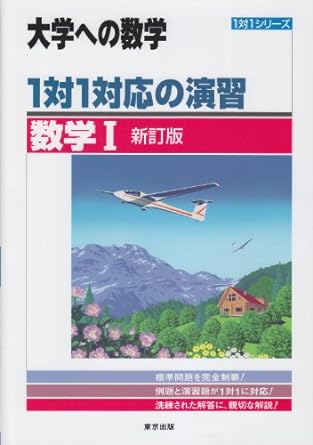 大学への数学
1対1シリーズ
1対1対応の演習
数学Ⅰ 新訂版
標準問題を完全制覇!
例題と演習題が1対1に対応!
洗練された解答に、親切な解説!
東京出版